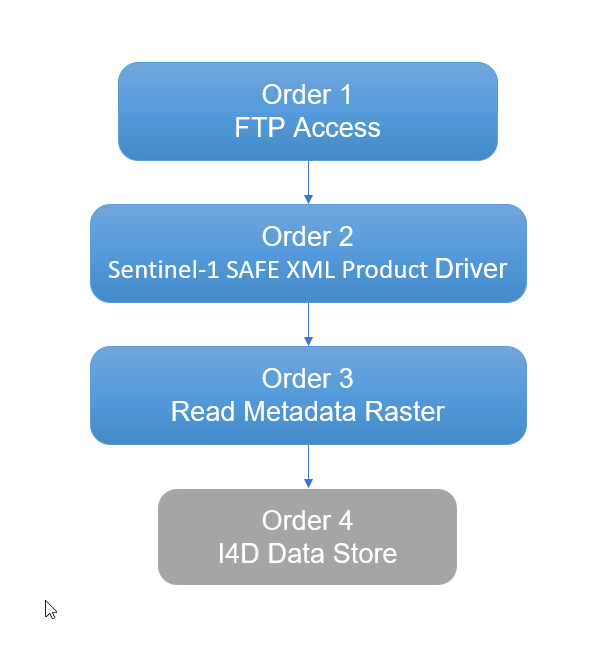 Order 1
FTP Access
Order 2
Sentinel-1 SAFE XML Product Driver
Order 3
Read Metadata Raster
Order 4
I4D Data Store